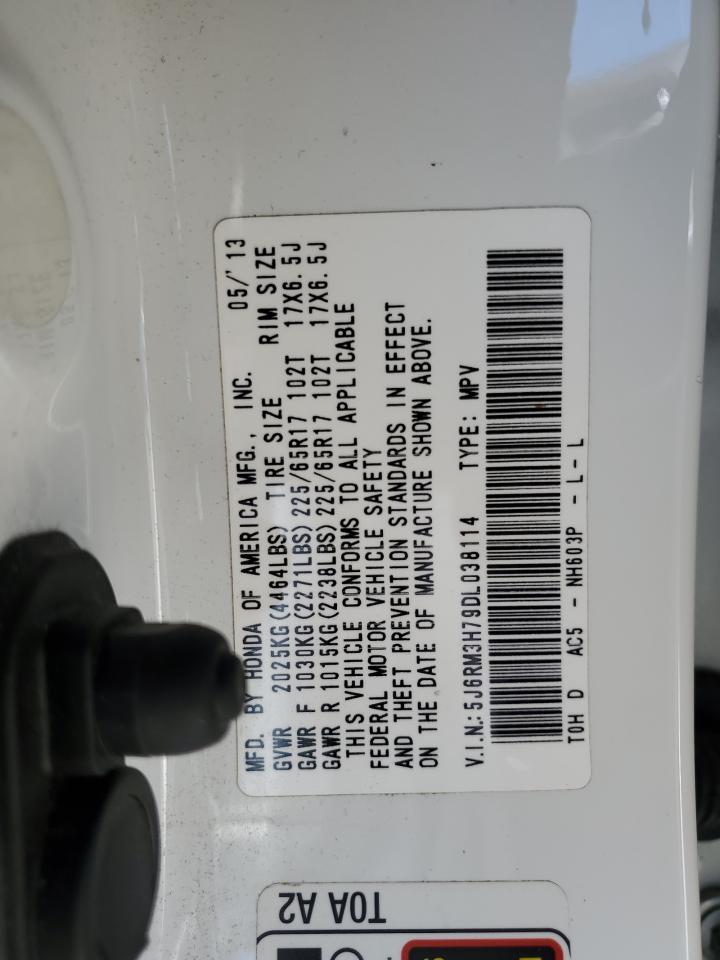 MFD. BY HONDA OF AMERICA MFG., INC. 05/'13
GVWR 2025KG(4464LBS) TIRE SIZE RIM SIZE
GAWR F 1030KG(2271LBS) 225/65R17 102T 17X6.5J
GAWR R 1015KG(2238LBS) 225/65R17 102T 17X6.5J
THIS VEHICLE CONFORMS TO ALL APPLICABLE
FEDERAL MOTOR VEHICLE SAFETY
AND THEFT PREVENTION STANDARDS IN EFFECT
ON THE DATE OF MANUFACTURE SHOWN ABOVE.
V.I.N.: 5J6RM3H79DL038114 TYPE: MPV
T0H D AC5 - NH603P - L- L
T0A A2